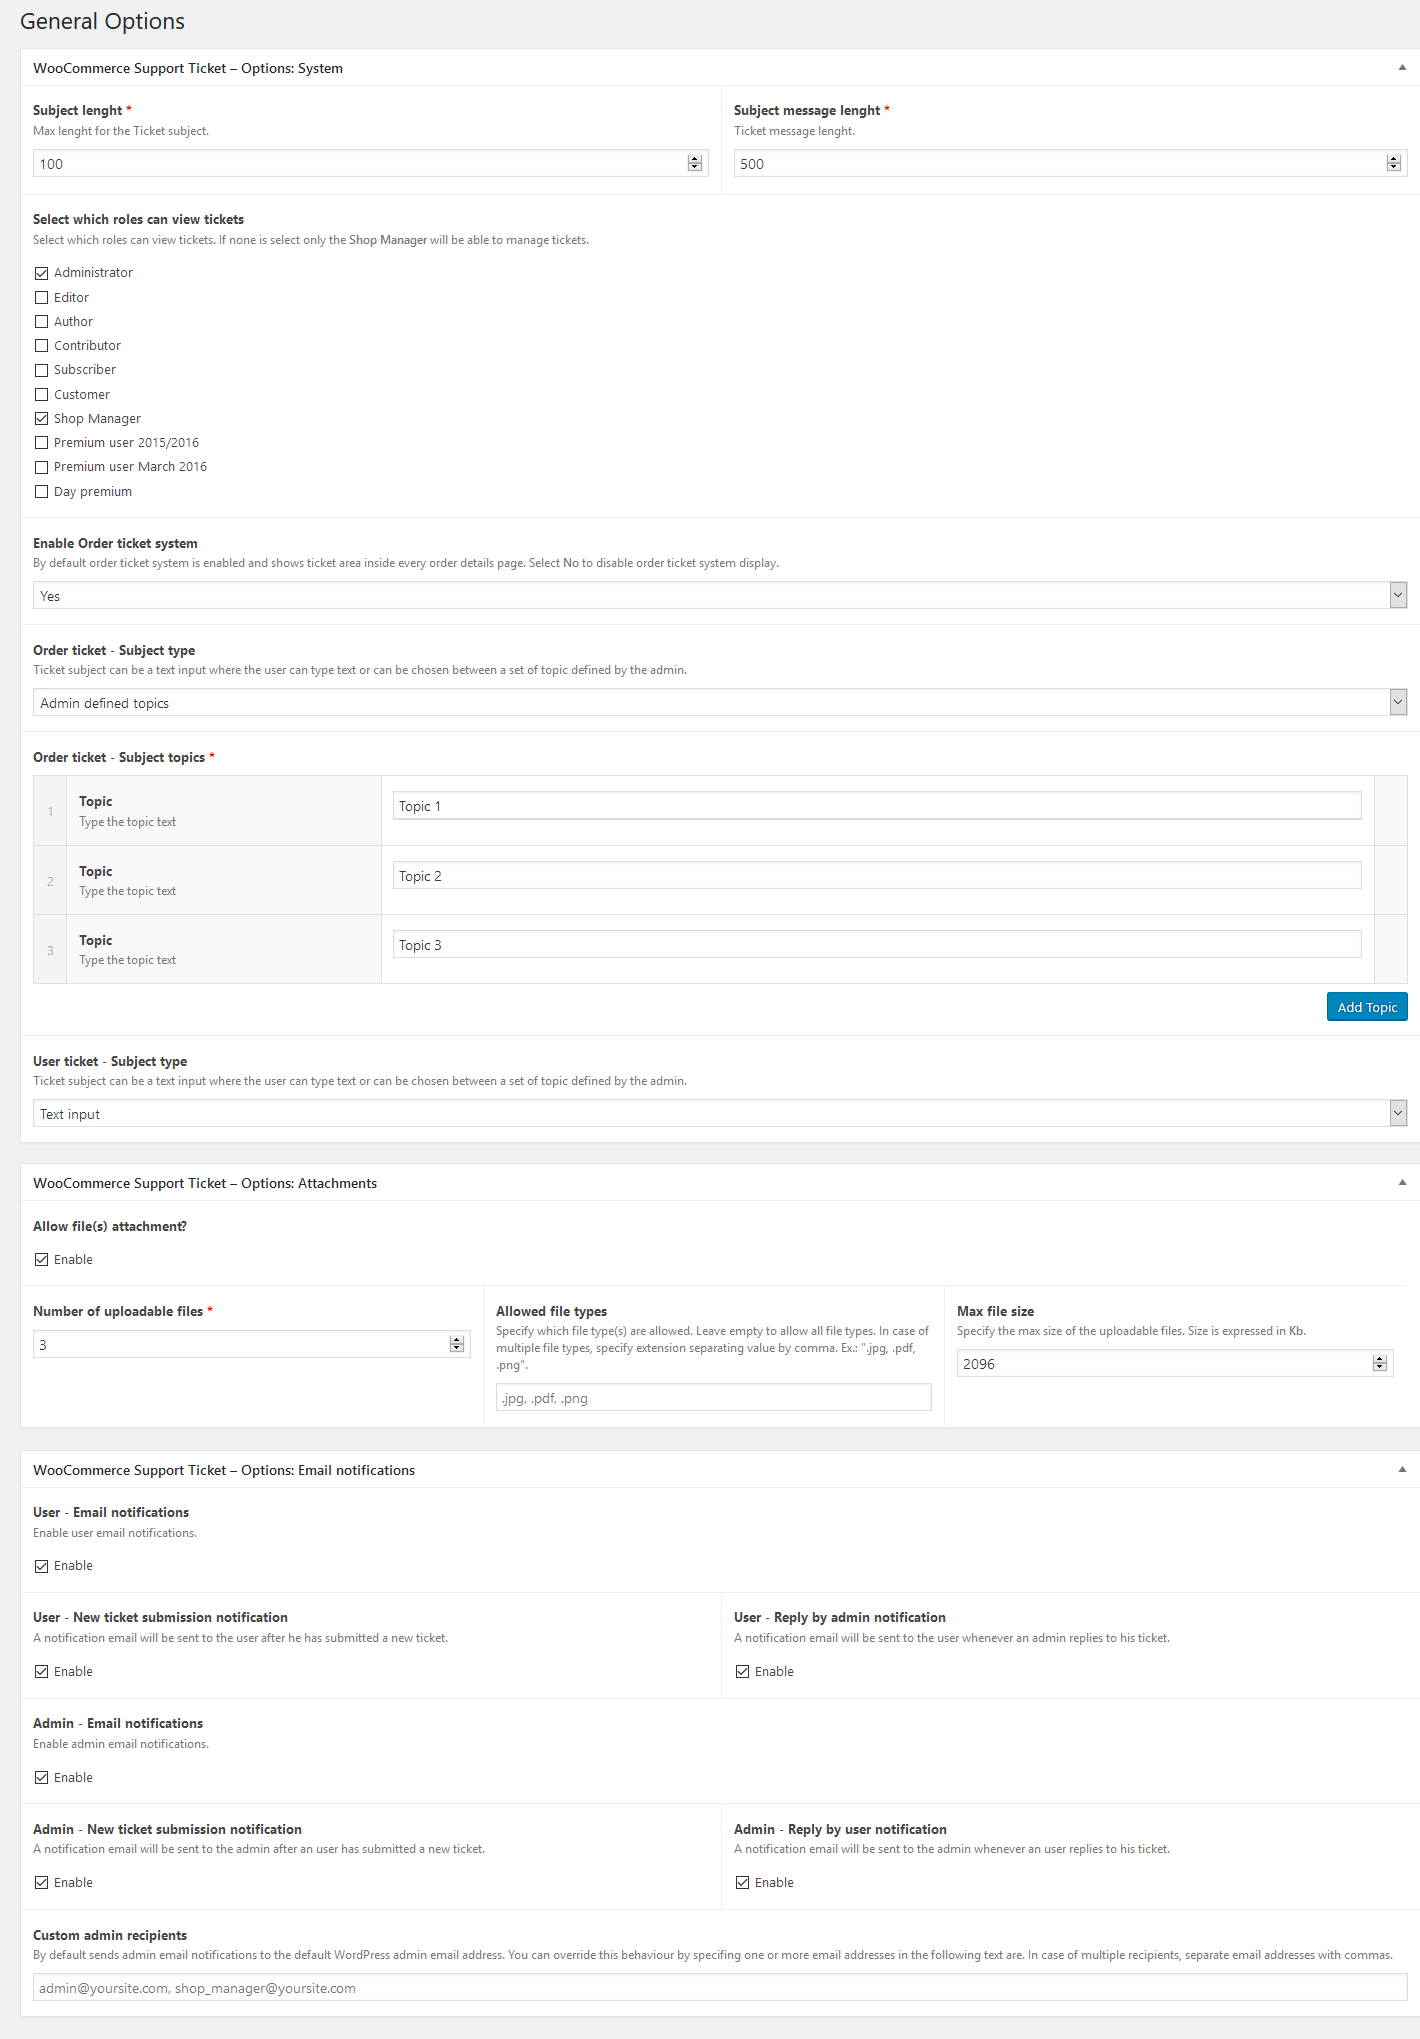 General Options
WooCommerce Support Ticket – Options: System
Subject lenght *
Max lenght for the Ticket subject.
100
Subject message lenght *
Ticket message lenght.
500
Select which roles can view tickets
Select which roles can view tickets. If none is select only the Shop Manager will be able to manage tickets.
Administrator
Editor
Author
Contributor
Subscriber
Customer
Shop Manager
Premium user 2015/2016
Premium user March 2016
Day premium
Enable Order ticket system
By default order ticket system is enabled and shows ticket area inside every order details page. Select No to disable order ticket system display.
Yes
Order ticket - Subject type
Ticket subject can be a text input where the user can type text or can be chosen between a set of topic defined by the admin.
Admin defined topics
Order ticket - Subject topics *
1
Topic
Type the topic text
Topic 1
2
Topic
Type the topic text
Topic 2
3
Topic
Type the topic text
Topic 3
Add Topic
User ticket - Subject type
Ticket subject can be a text input where the user can type text or can be chosen between a set of topic defined by the admin.
Text input
WooCommerce Support Ticket – Options: Attachments
Allow file(s) attachment?
Enable
Number of uploadable files *
3
Allowed file types
Specify which file type(s) are allowed. Leave empty to allow all file types. In case of
multiple file types, specify extension separating value by comma. Ex.: ".jpg, .pdf,
.png".
.jpg, .pdf, .png
Max file size
Specify the max size of the uploadable files. Size is expressed in Kb.
2096
WooCommerce Support Ticket – Options: Email notifications
User - Email notifications
Enable user email notifications.
Enable
User - New ticket submission notification
A notification email will be sent to the user after he has submitted a new ticket.
Enable
User - Reply by admin notification
A notification email will be sent to the user whenever an admin replies to his ticket.
Enable
Admin - Email notifications
Enable admin email notifications.
Enable
Admin - New ticket submission notification
A notification email will be sent to the admin after an user has submitted a new ticket.
Enable
Admin - Reply by user notification
A notification email will be sent to the admin whenever an user replies to his ticket.
Enable
Custom admin recipients
By default sends admin email notifications to the default WordPress admin email address. You can override this behaviour by specifing one or more email addresses in the following text are. In case of multiple recipients, separate email addresses with commas.
admin@yoursite.com, shop_manager@yoursite.com